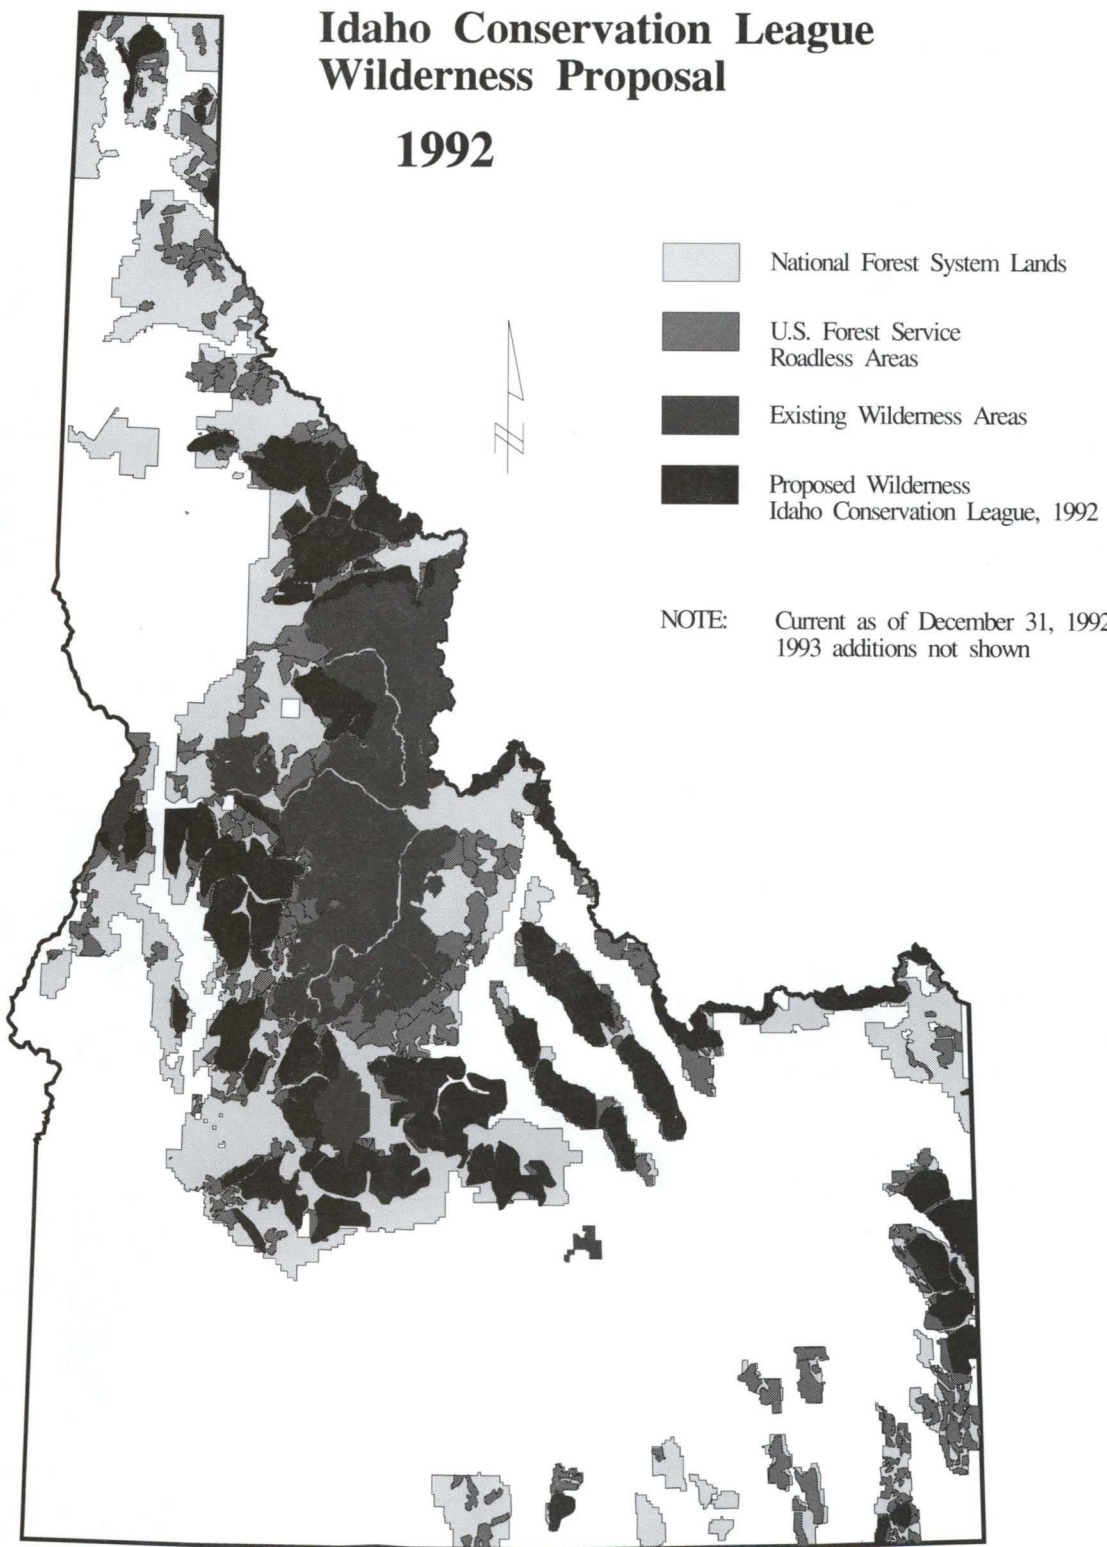 Idaho Conservation League
Wilderness Proposal
1992
National Forest System Lands
U.S. Forest Service
Roadless Areas
Existing Wilderness Areas
Proposed Wilderness
Idaho Conservation League, 1992
NOTE: Current as of December 31, 1992
1993 additions not shown